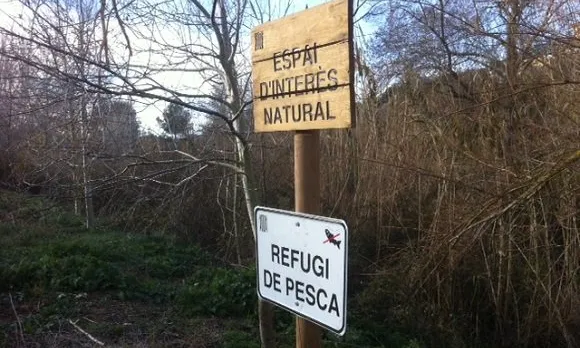 ESPAI
D'INTERÈS
NATURAL
REFUGI
DE PESCA